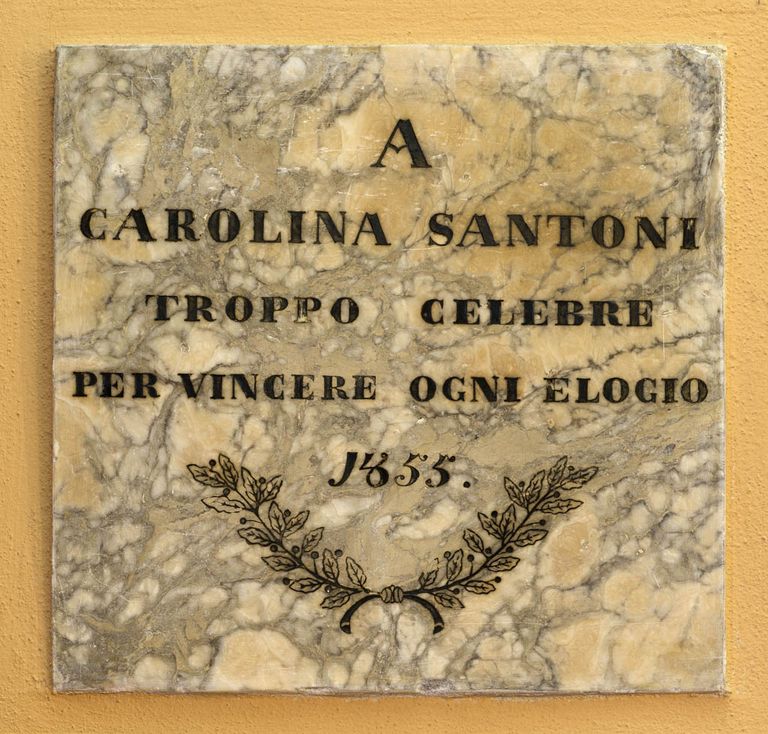 A
CAROLINA SANTONI
TROPPO CELEBRE
PER VINCERE OGNI ELOGIO
1855.